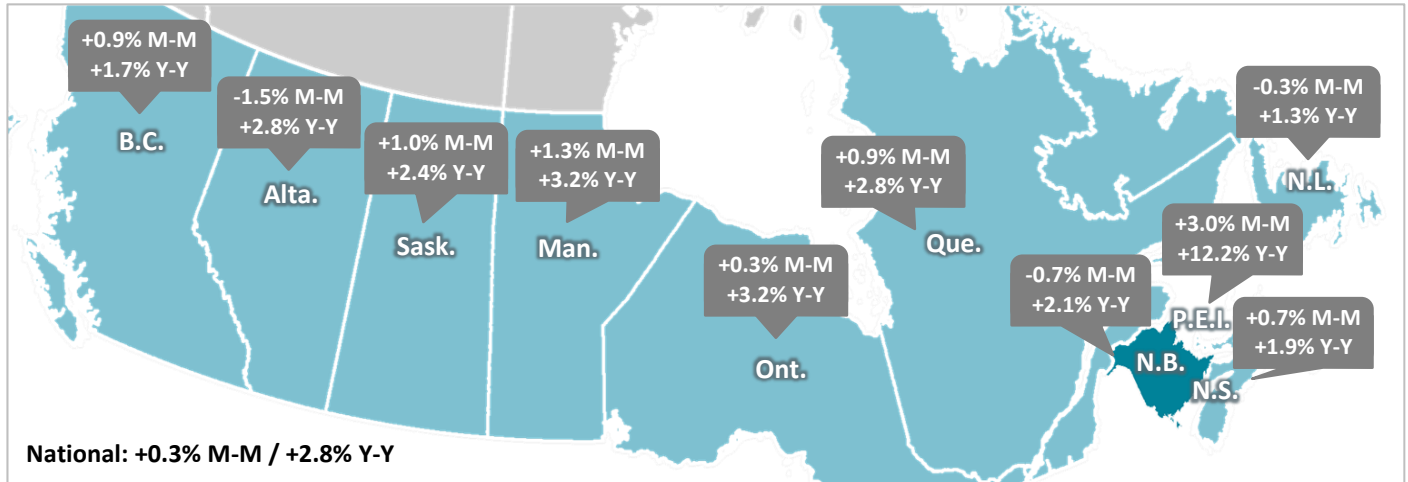 +0.9% M-M
+1.7% Y-Y
B.C.
-1.5% M-M
+2.8% Y-Y
Alta.
+1.0% M-M
+2.4% Y-Y
Sask.
+1.3% M-M
+3.2% Y-Y
Man.
+0.3% M-M
+3.2% Y-Y
Ont.
+0.9% M-M
+2.8% Y-Y
Que.
-0.3% M-M
+1.3% Y-Y
N.L.
+3.0% M-M
+12.2% Y-Y
P.E.I.
-0.7% M-M
+2.1% Y-Y
N.B.
+0.7% M-M
+1.9% Y-Y
N.S.
National: +0.3% M-M / +2.8% Y-Y